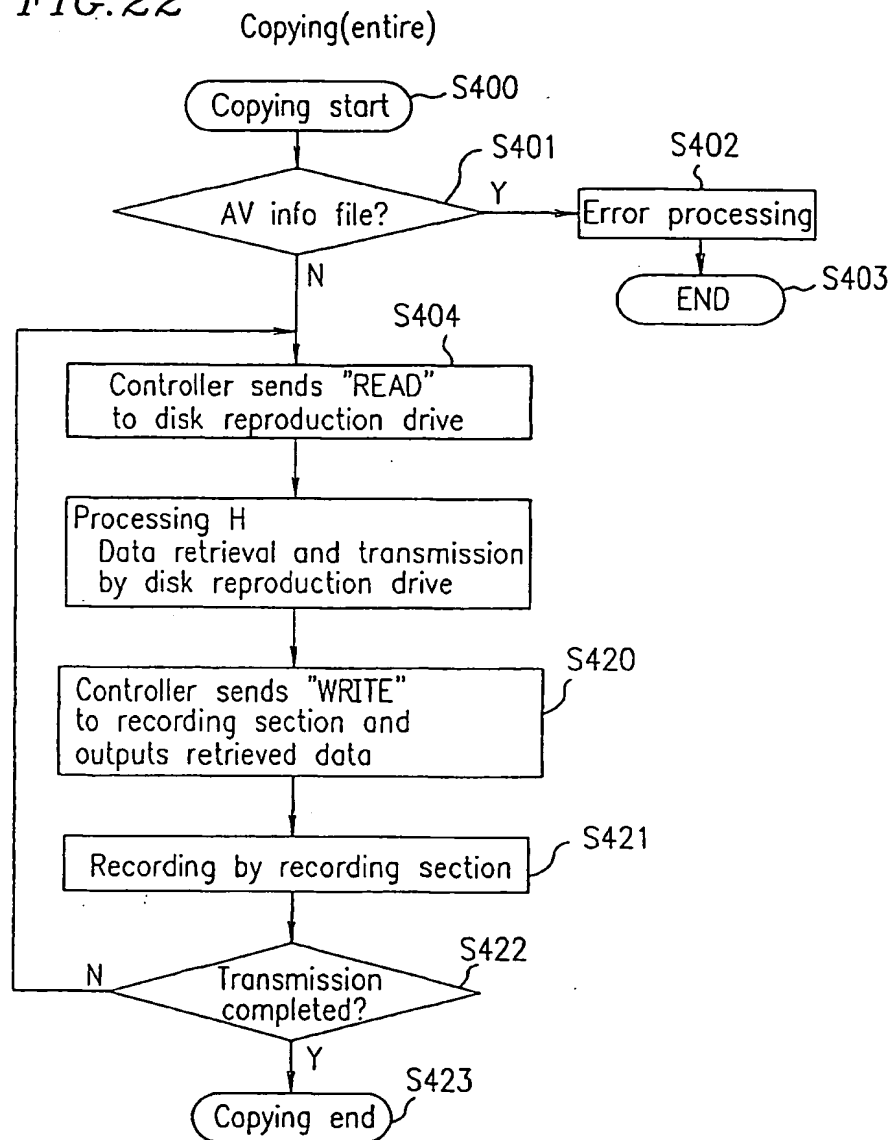 FIG. 22
Copying(entire)
Copying start
S400
S401
AV info file?
Y
S402
Error processing
N
END
S403
S404
Controller sends "READ"
to disk reproduction drive
Processing H
Data retrieval and transmission
by disk reproduction drive
S420
Controller sends "WRITE"
to recording section and
outputs retrieved data
S421
Recording by recording section
S422
N
Transmission
completed?
Y
S423
Copying end